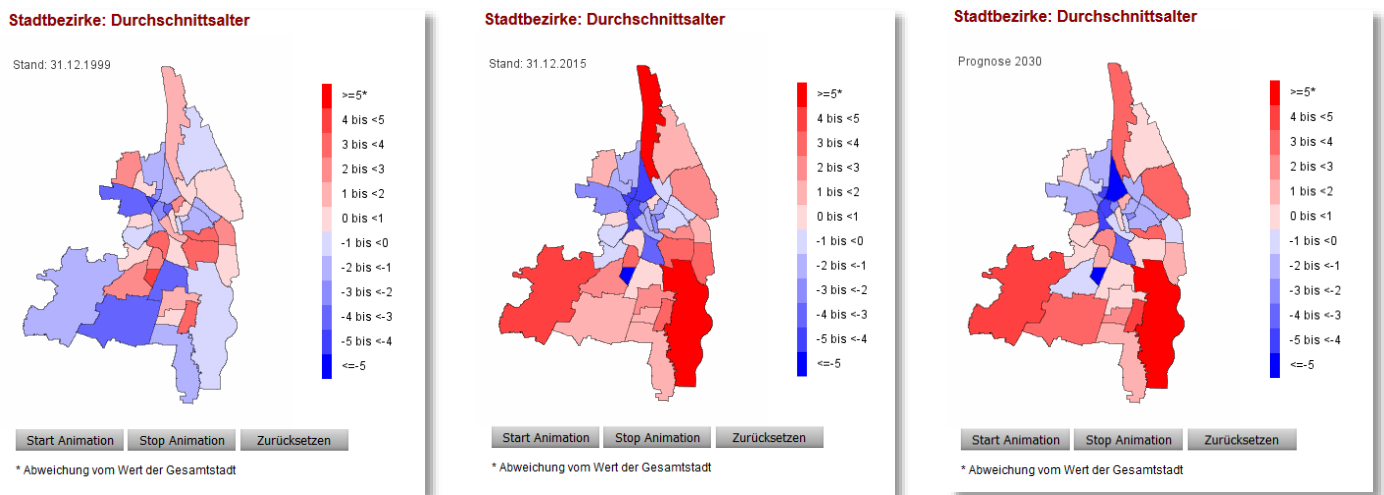 Stadtbezirke: Durchschnittsalter
Stand: 31.12.1999
>=5*
4 bis <5
3 bis <4
2 bis <3
1 bis <2
0 bis <1
-1 bis <0
-2 bis <-1
-3 bis <-2
-4 bis <-3
-5 bis <-4
<=-5
Start Animation Stop Animation Zurücksetzen
* Abweichung vom Wert der Gesamtstadt
Stadtbezirke: Durchschnittsalter
Stand: 31.12.2015
>=5*
4 bis <5
3 bis <4
2 bis <3
1 bis <2
0 bis <1
-1 bis <0
-2 bis <-1
-3 bis <-2
-4 bis <-3
-5 bis <-4
<=-5
Start Animation Stop Animation Zurücksetzen
* Abweichung vom Wert der Gesamtstadt
Stadtbezirke: Durchschnittsalter
Prognose 2030
>=5*
4 bis <5
3 bis <4
2 bis <3
1 bis <2
0 bis <1
-1 bis <0
-2 bis <-1
-3 bis <-2
-4 bis <-3
-5 bis <-4
<=-5
Start Animation Stop Animation Zurücksetzen
* Abweichung vom Wert der Gesamtstadt